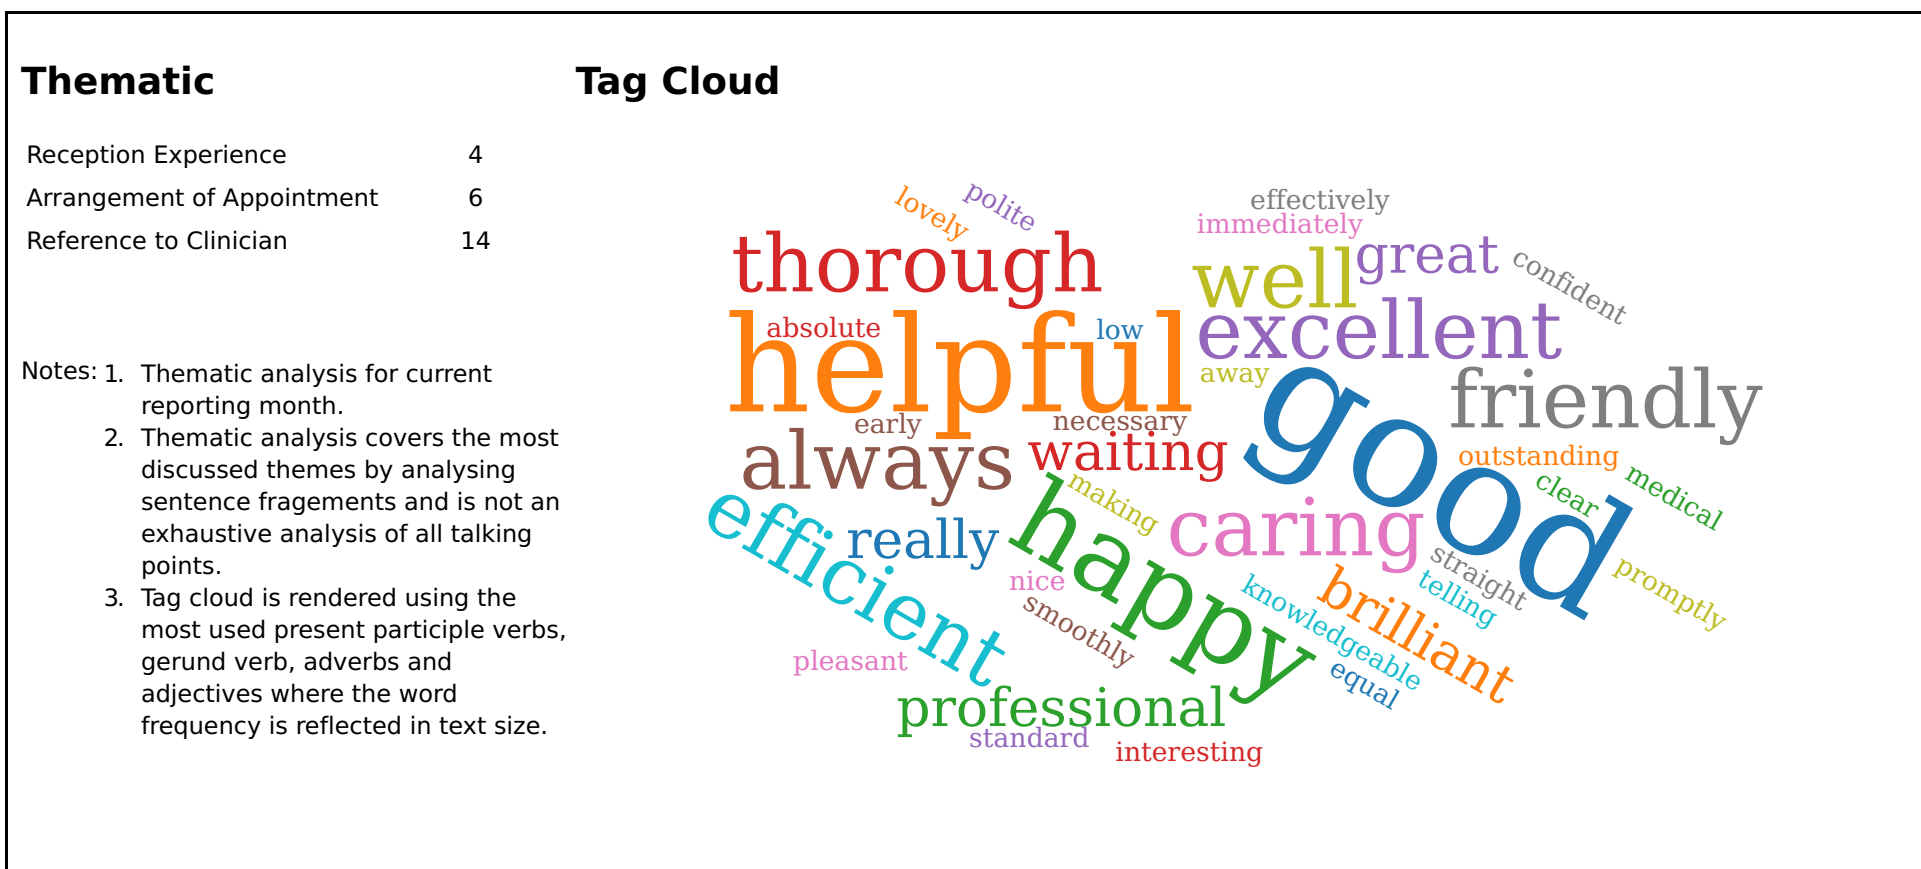 Thematic
Tag Cloud
Reception Experience 4
Arrangement of Appointment 6
Reference to Clinician 14
Notes: 1. Thematic analysis for current
reporting month.
2. Thematic analysis covers the most
discussed themes by analysing
sentence fragements and is not an
exhaustive analysis of all talking
points.
3. Tag cloud is rendered using the
most used present participle verbs,
gerund verb, adverbs and
adjectives where the word
frequency is reflected in text size.
lovely
polite
effectively
immediately
thorough
well
great
confident
helpful
absolute
low
excellent
away
good
friendly
early
necessary
always
waiting
outstanding
clear
medical
efficient
really
making
happy
caring
straight
telling
promptly
nice
smoothly
knowledgeable
brilliant
equal
pleasant
professional
standard
interesting